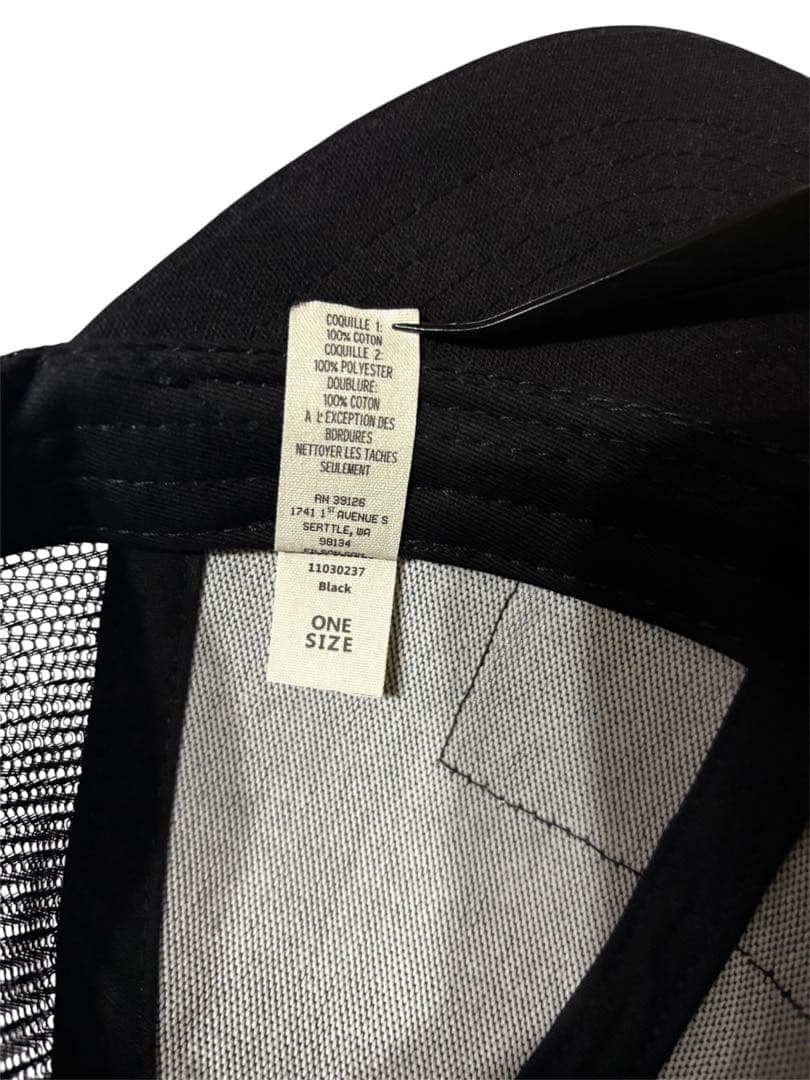 COQUILLE 1:
100% COTON
COQUILLE 2:
100% POLYESTER
DOUBLURE:
100% COTON
À L'EXCEPTION DES
BORDURES
NETTOYER LES TACHES
SEULEMENT
RN 39126
1741 1ST AVENUE S
SERTTLE, WA
98134
11030237
Black
ONE
SIZE